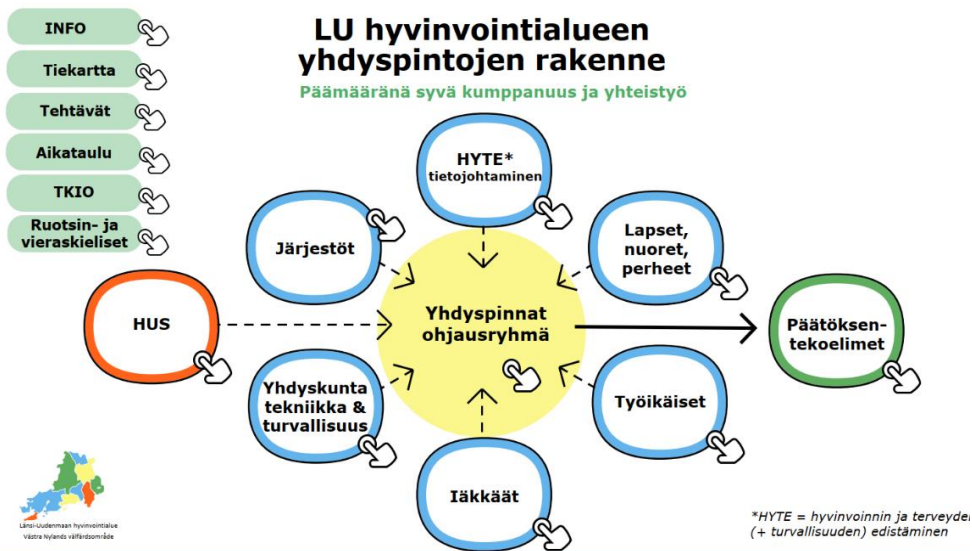 INFO
Tiekartta
Tehtävät
Aikataulu
TKIO
Ruotsin- ja
vieraskieliset
LU hyvinvointialueen
yhdyspintojen rakenne
Päämääränä syvä kumppanuus ja yhteistyö
HYTE*
tietojohtaminen
Järjestöt
Lapset,
nuoret,
perheet
HUS
Yhdyspinnat
ohjausryhmä
Päätöksen-
tekoelimet
Yhdyskunta
tekniikka &
turvallisuus
Työikäiset
Iäkkäät
Länsi-Uudenmaan hyvinvointialue
Västra Nylands välfärdsområde
*HYTE = hyvinvoinnin ja terveyden
(+ turvallisuuden) edistäminen